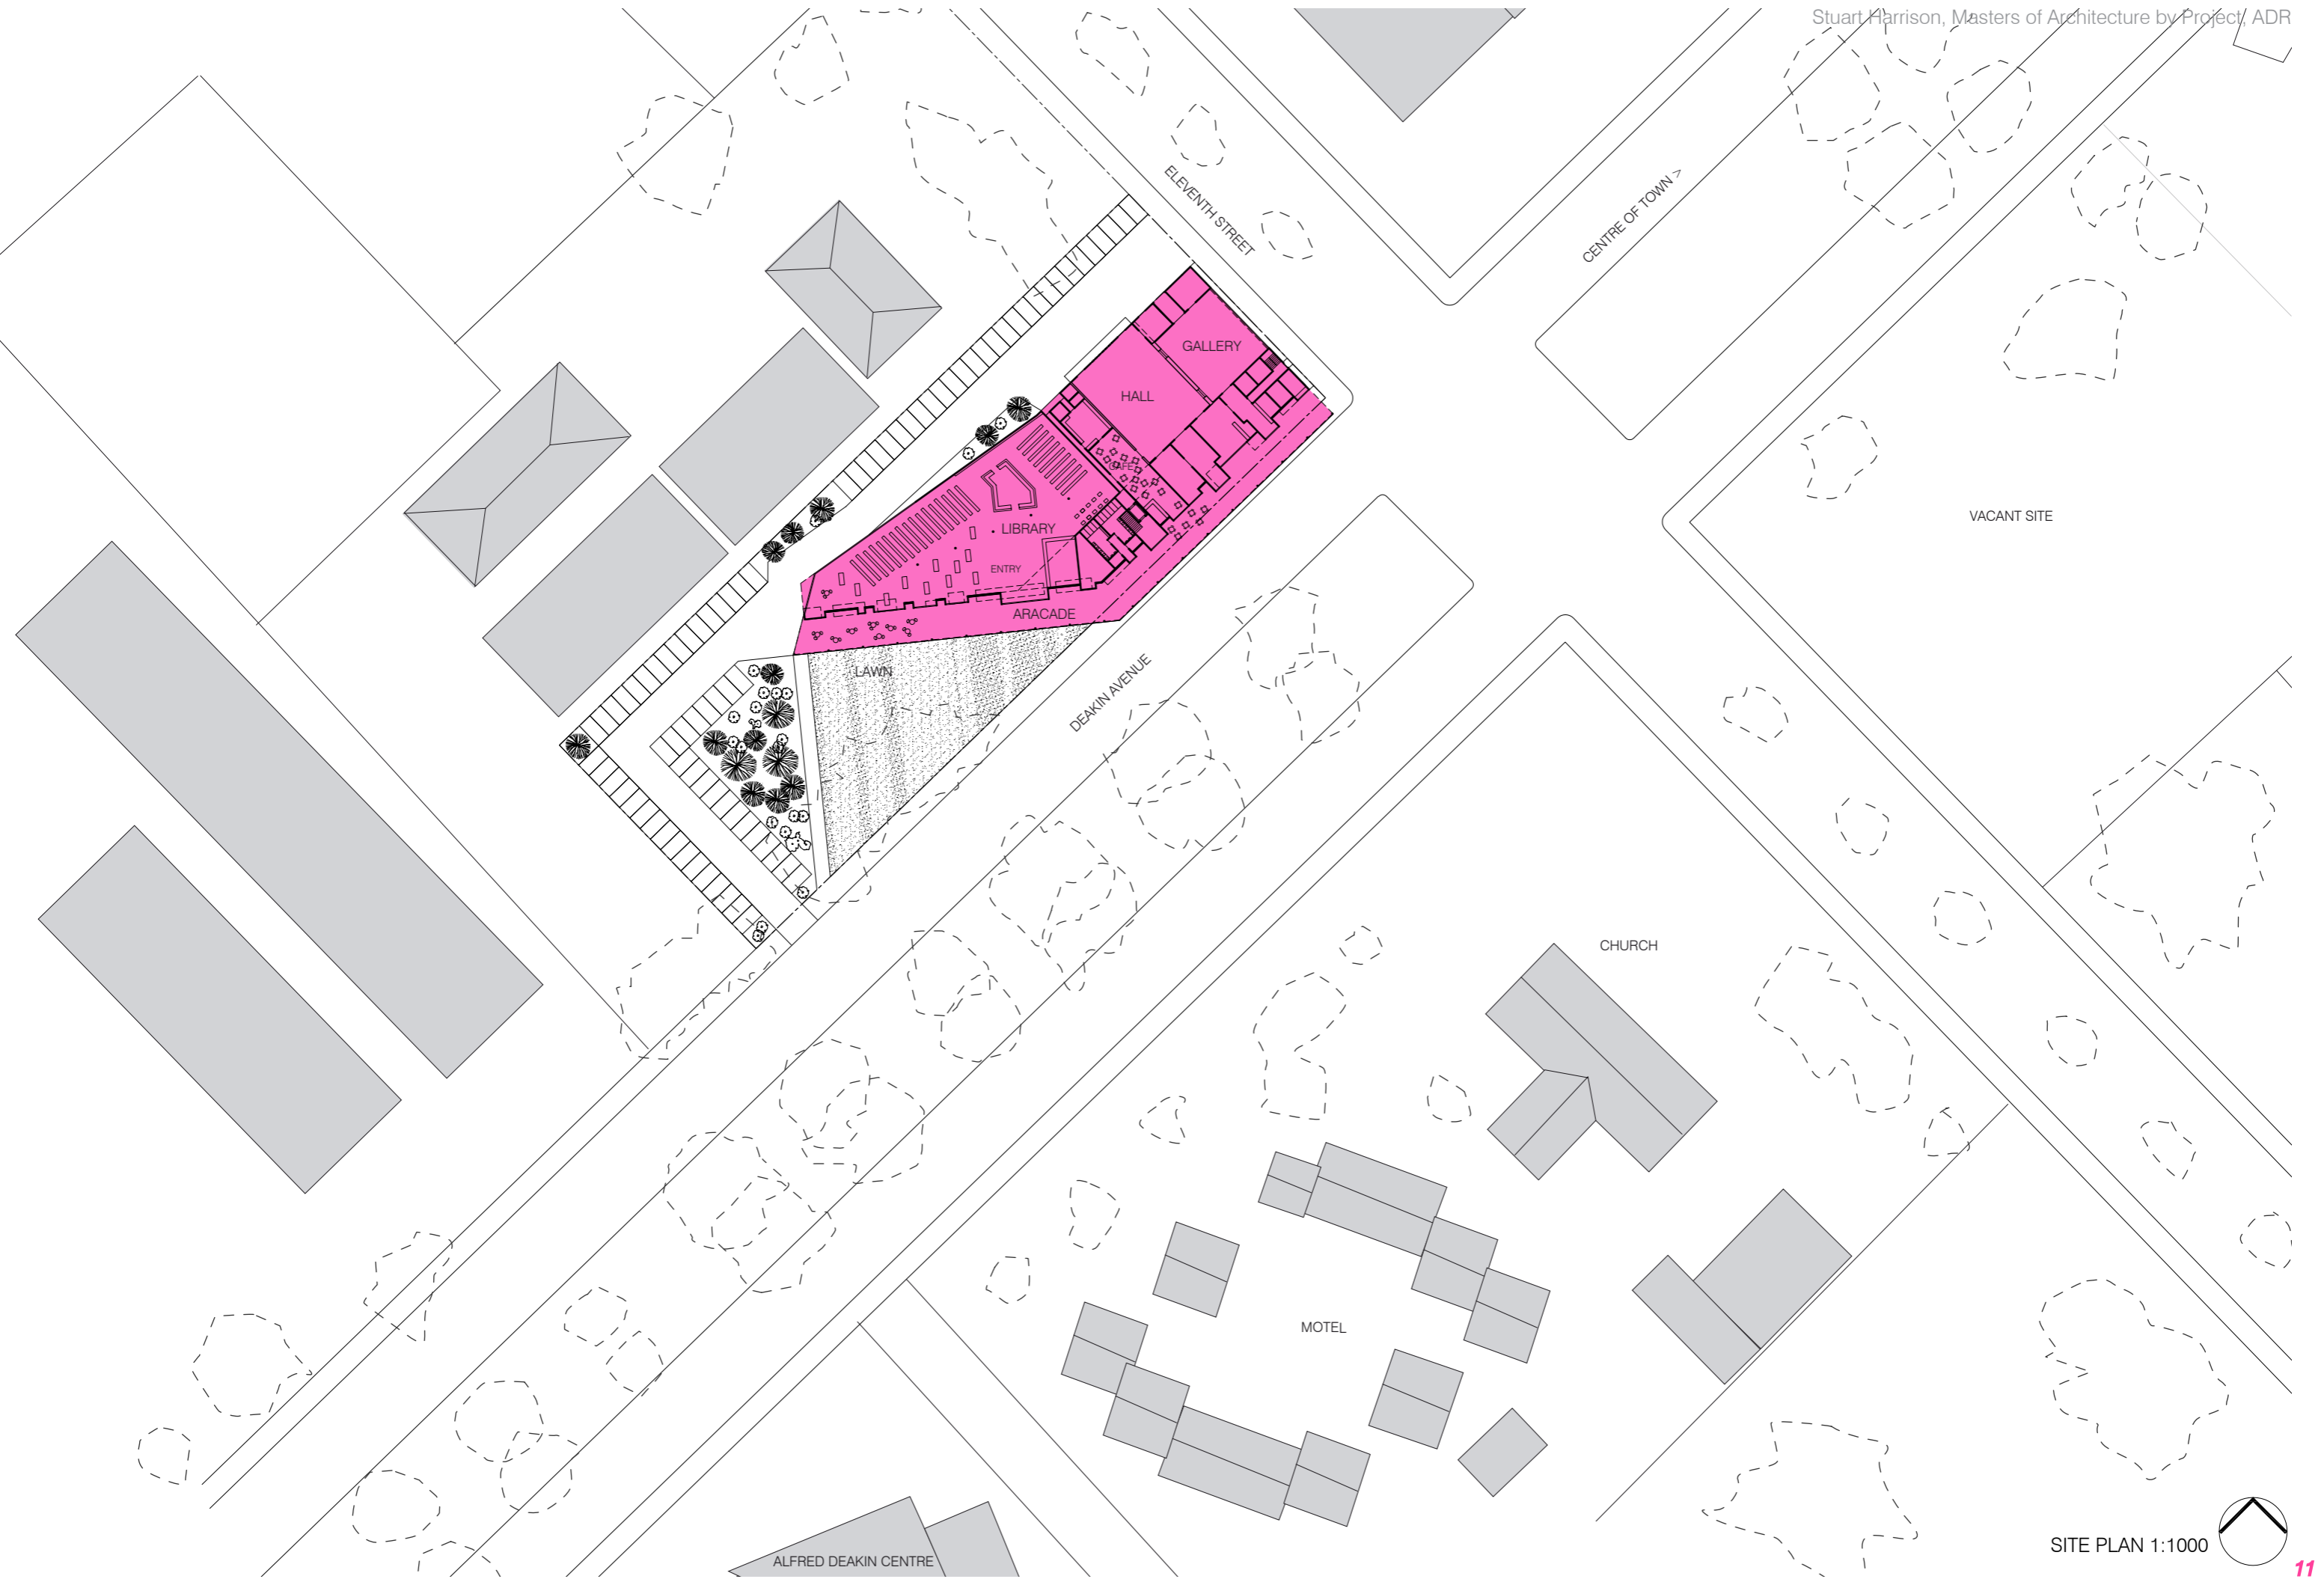 Stuart Harrison, Masters of Architecture by Project, ADR
ELEVENTH STREET
CENTRE OF TOWN >
GALLERY
HALL
CAFE
VACANT SITE
LIBRARY
ENTRY
ARACADE
LAWN
DEAKIN AVENUE
CHURCH
MOTEL
SITE PLAN 1:1000
ALFRED DEAKIN CENTRE
11